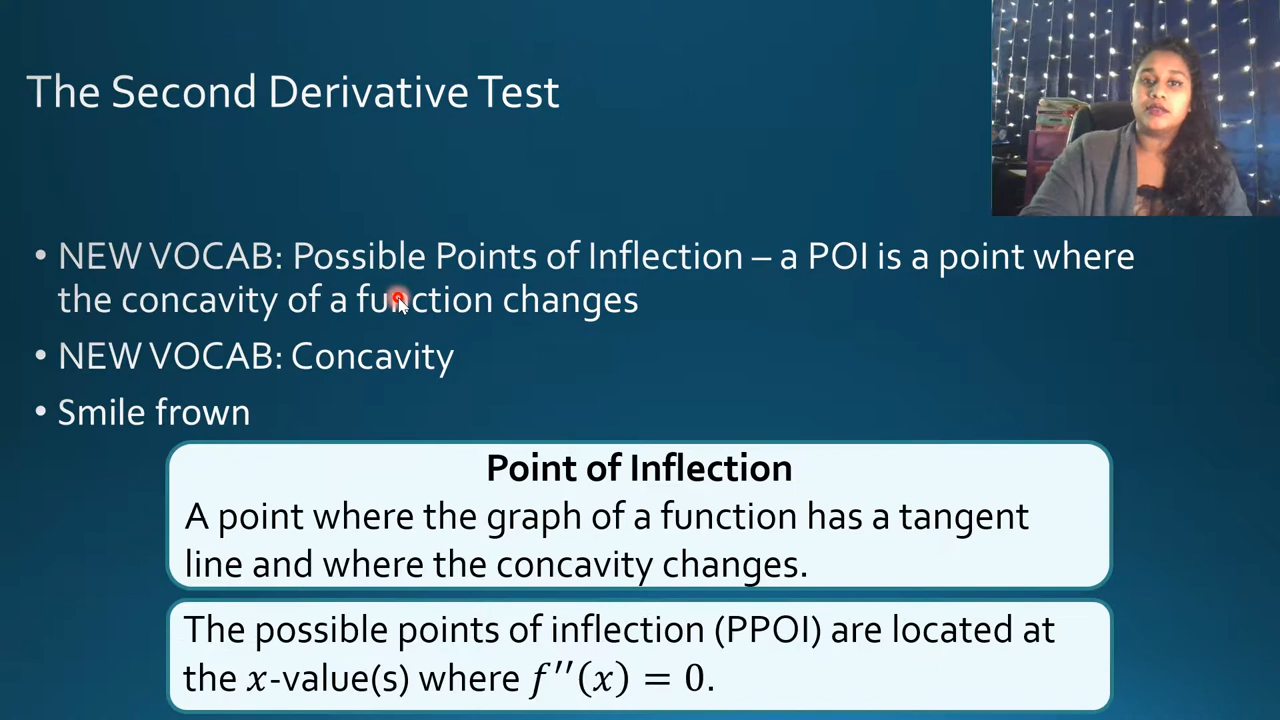 The Second Derivative Test
• NEW VOCAB: Possible Points of Inflection – a POI is a point where
the concavity of a function changes
• NEW VOCAB: Concavity
• Smile frown
Point of Inflection
A point where the graph of a function has a tangent
line and where the concavity changes.
The possible points of inflection (PPOI) are located at
the x-value(s) where f′′(x) = 0.